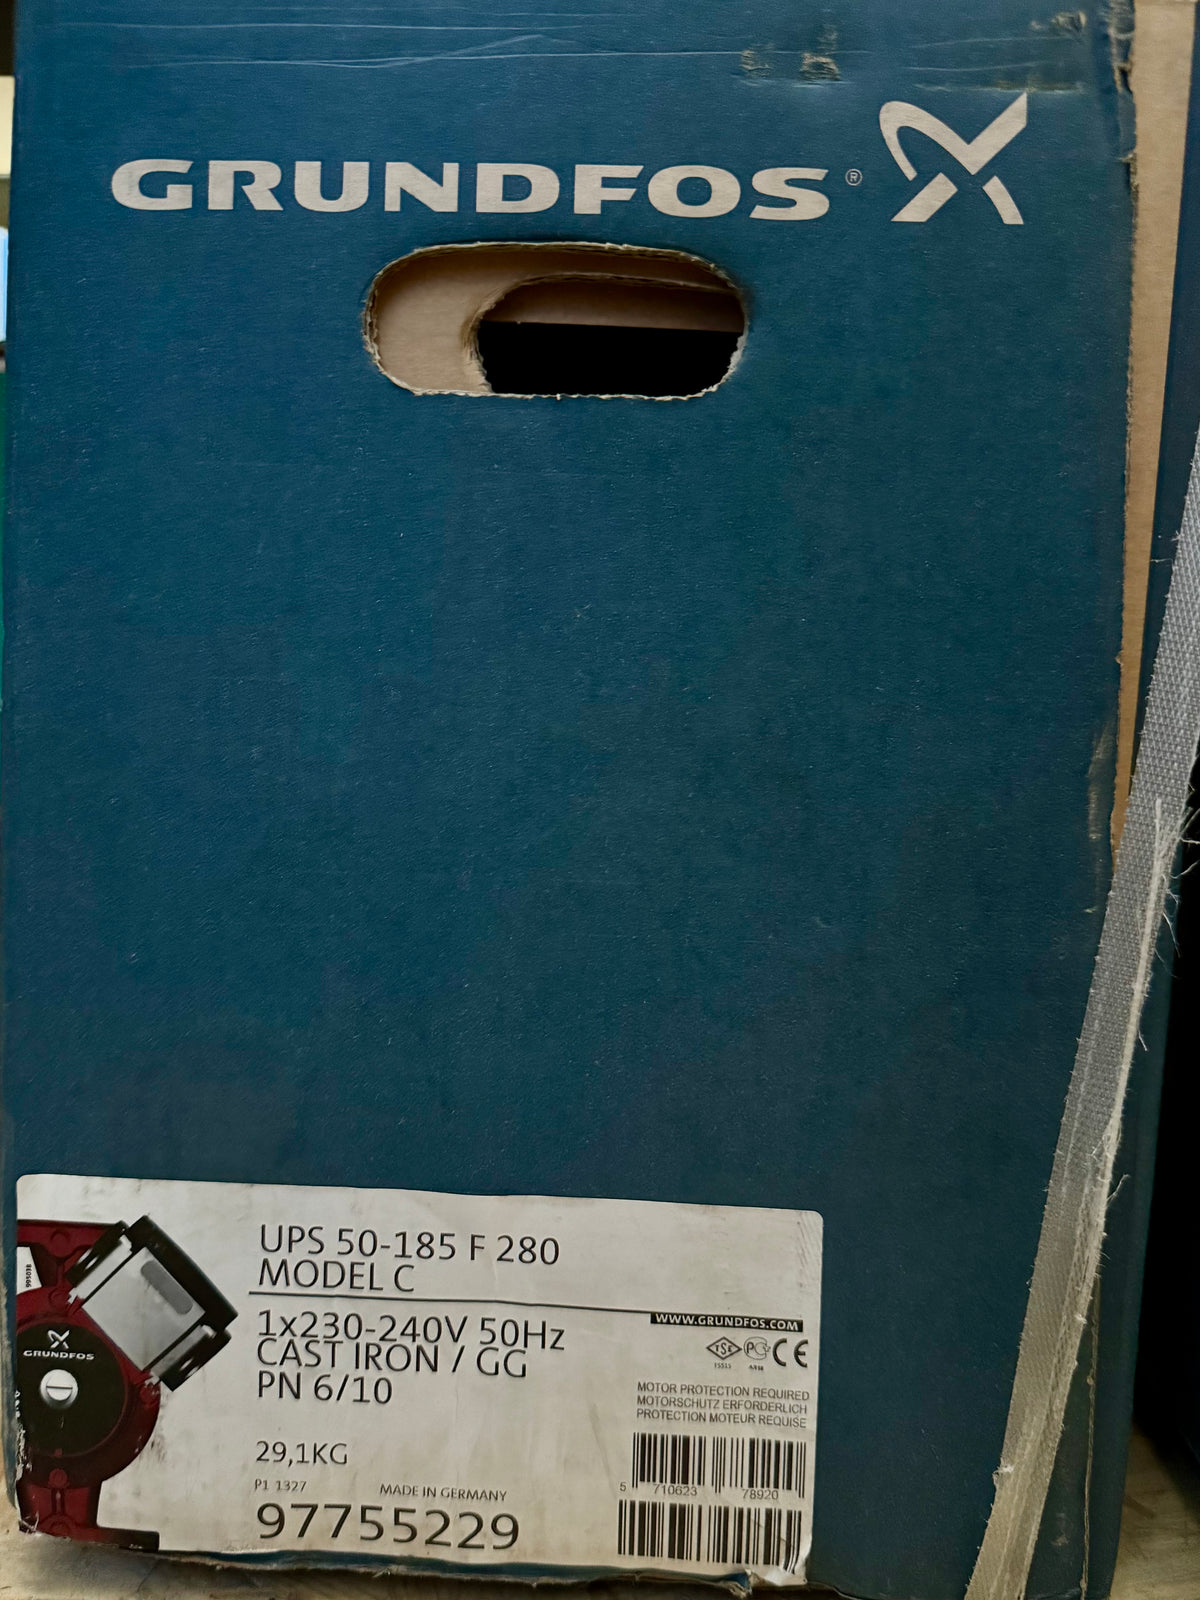 GRUNDFOS®
UPS 50-185 F 280
MODEL C
1x230-240V 50Hz
CAST IRON / GG
PN 6/10
29,1KG
P1 1327
MADE IN GERMANY
97755229
WWW.GRUNDFOS.COM
TSE
CE
MOTOR PROTECTION REQUIRED
MOTORSCHUTZ ERFORDERLICH
PROTECTION MOTEUR REQUISE
5 710623 78920
GRUNDFOS